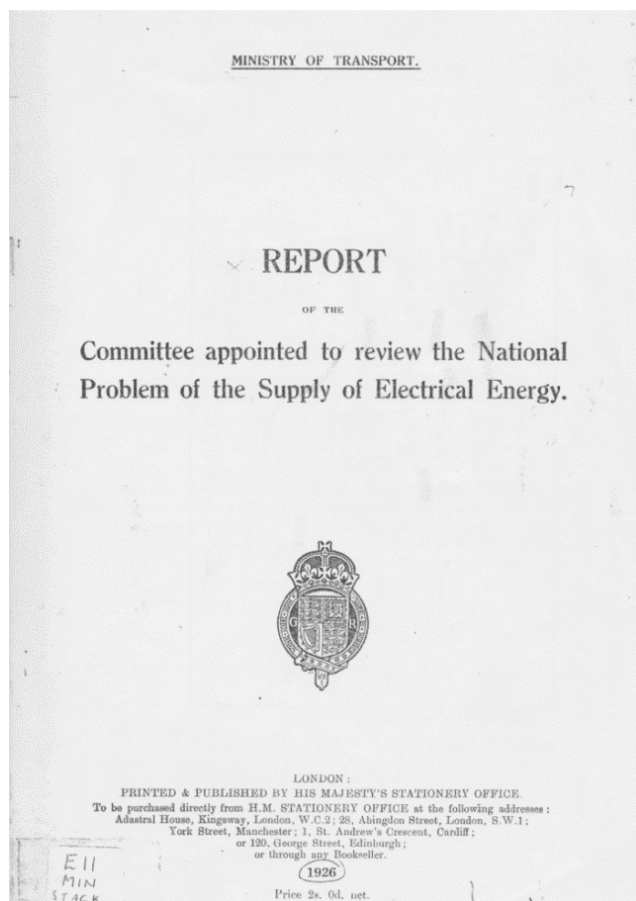 MINISTRY OF TRANSPORT.
REPORT
OF THE
Committee appointed to review the National
Problem of the Supply of Electrical Energy.
G R
LONDON:
PRINTED & PUBLISHED BY HIS MAJESTY'S STATIONERY OFFICE.
To be purchased directly from H.M. STATIONERY OFFICE at the following addresses:
Adastral House, Kingsway, London, W.C.2; 28, Abingdon Street, London, S.W.1;
York Street, Manchester; 1, St. Andrew's Crescent, Cardiff;
or 120, George Street, Edinburgh;
or through any Bookseller.
1926
Price 2s. 0d. net.
E11
MIN
STACK